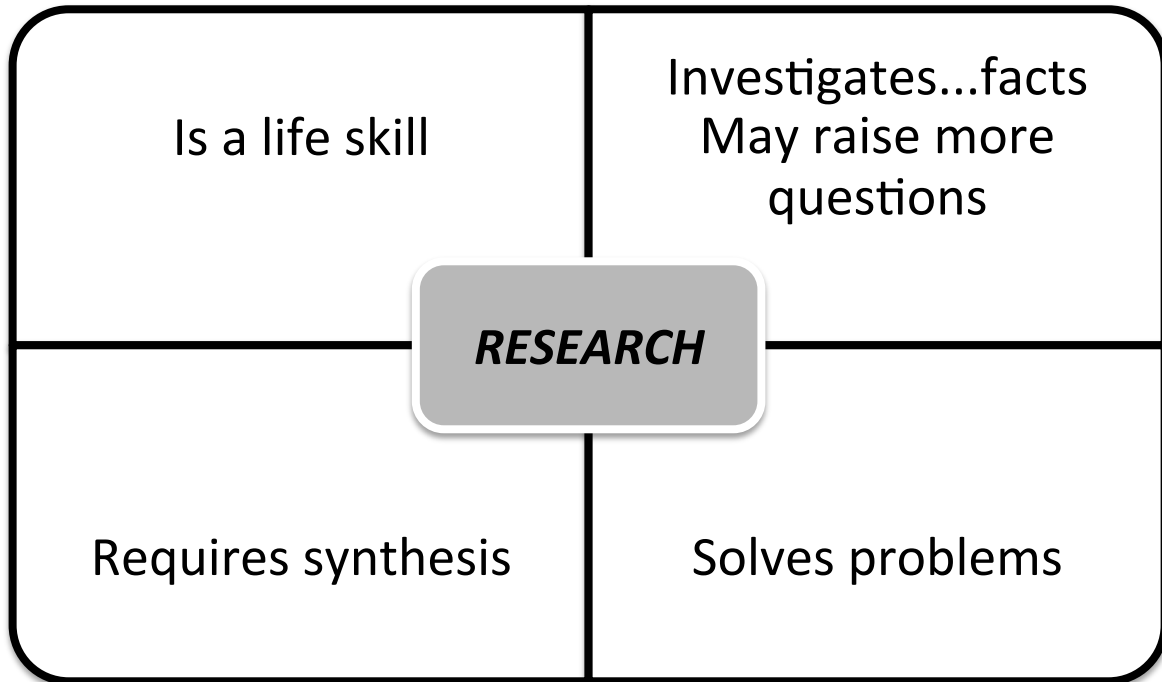 Is a life skill
Investigates...facts
May raise more
questions
RESEARCH
Requires synthesis
Solves problems